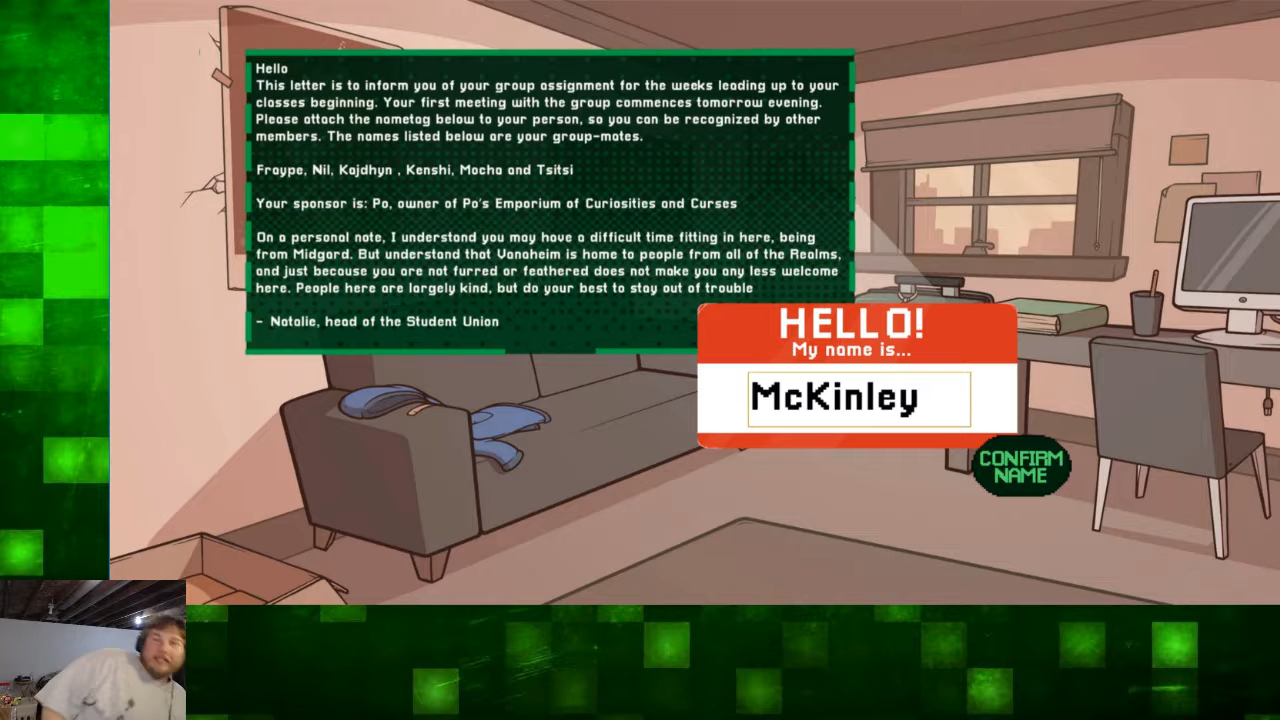 Hello
This letter is to inform you of your group assignment for the weeks leading up to your
classes beginning. Your first meeting with the group commences tomorrow evening.
Please attach the nametag below to your person, so you can be recognized by other
members. The names listed below are your group-mates.
Fraype, Nil, Kajdhyn , Kenshi, Mocha and Tsitsi
Your sponsor is: Po, owner of Po's Emporium of Curiosities and Curses
On a personal note, I understand you may have a difficult time fitting in here, being
from Midgard. But understand that Vanaheim is home to people from all of the Realms,
and just because you are not furred or feathered does not make you any less welcome
here. People here are largely kind, but do your best to stay out of trouble
- Natalie, head of the Student Union
HELLO!
My name is...
McKinley
CONFIRM
NAME